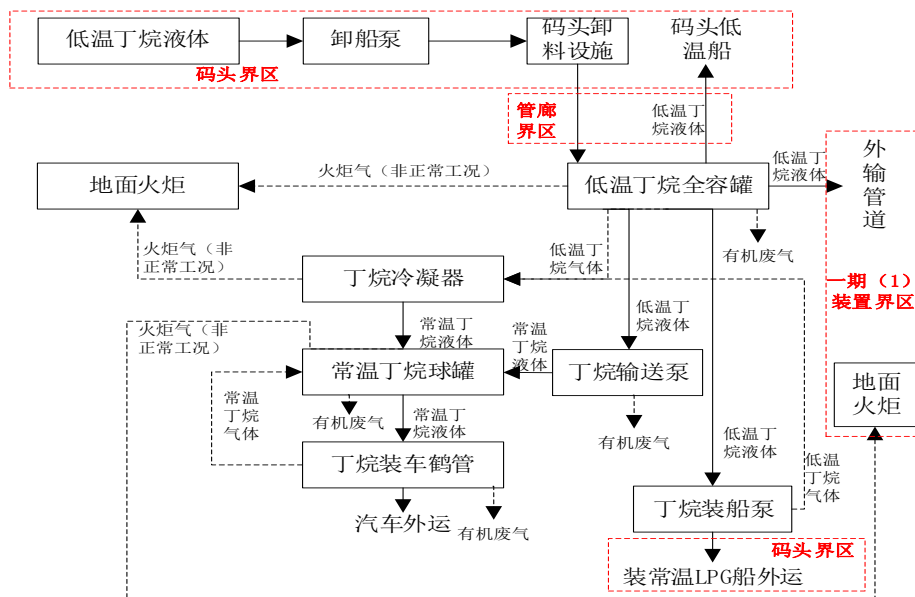 低温丁烷液体
卸船泵
码头卸
料设施
码头低
温船
码头界区
管廊
界区
低温丁
烷液体
地面火炬
火炬气（非正常工况）
低温丁烷全容罐
低温丁
烷液体
外
输
管
道
火炬气（非
正常工况）
低温丁
烷气体
有机废气
丁烷冷凝器
一期（1）
装置界区
火炬气（非
正常工况）
常温丁
烷液体
常温
丁烷
液体
低温丁
烷液体
常温丁烷球罐
丁烷输送泵
地面
火炬
常温
丁烷
气体
有机废气
常温丁
烷液体
有机废气
低温丁
烷液体
丁烷装车鹤管
低温
丁烷
气体
丁烷装船泵
汽车外运
有机废气
码头界区
装常温LPG船外运